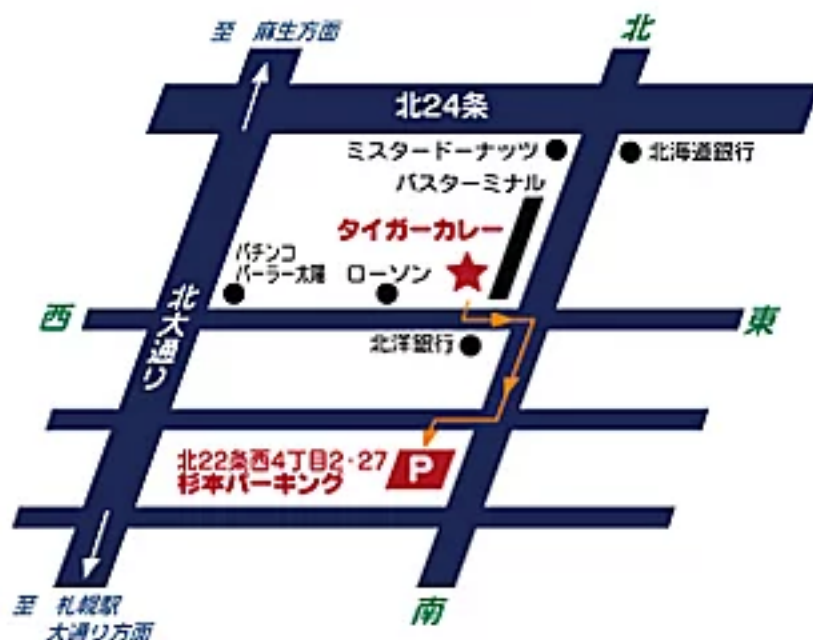 至 麻生方面
北
北24条
ミスタードーナッツ
北海道銀行
バスターミナル
タイガーカレー
パチンコ
パーラー太陽
ローソン
西
北大通り
東
北洋銀行
北22条西4丁目2・27
杉本パーキング
P
至 札幌駅
大通り方面
南